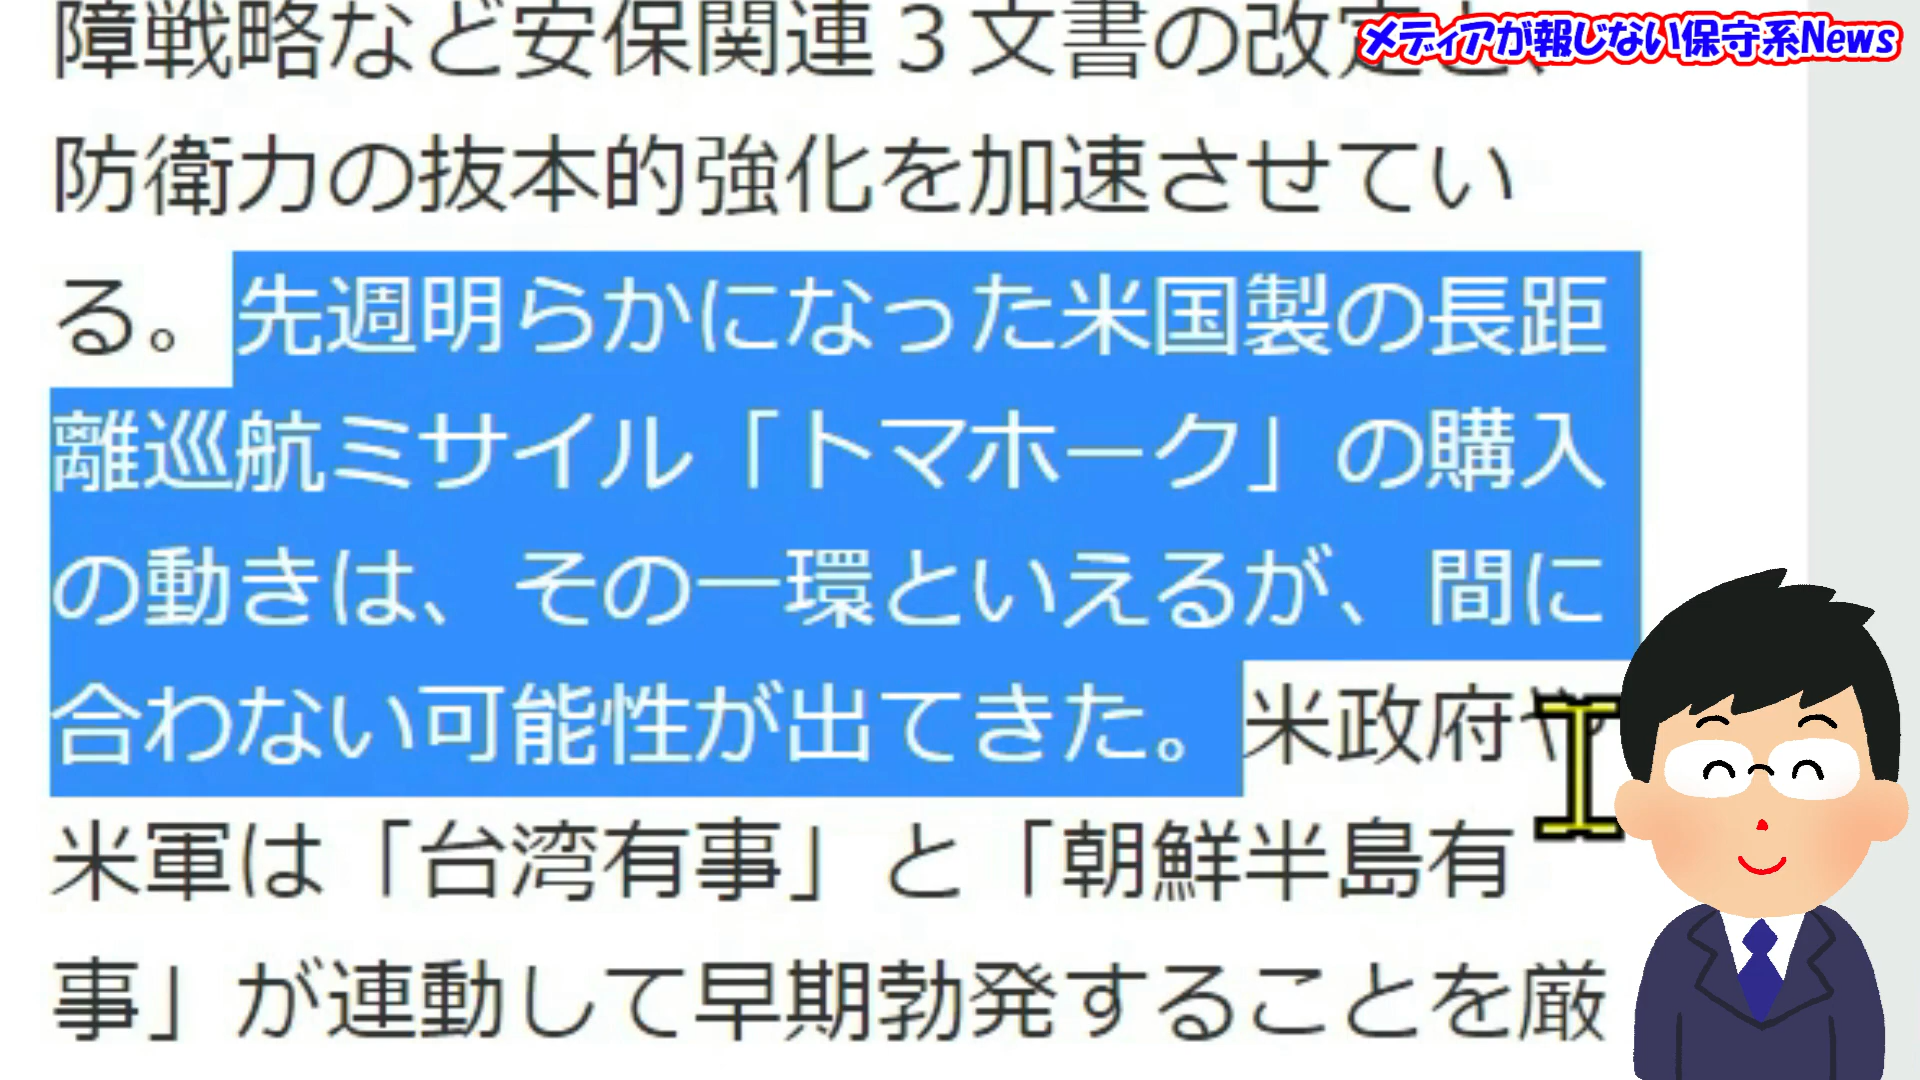 障戦略など安保関連３文書の改定と、
メディアが報じない保守系News
防衛力の抜本的強化を加速させてい
る。先週明らかになった米国製の長距
離巡航ミサイル「トマホーク」の購入
の動きは、その一環といえるが、間に
合わない可能性が出てきた。米政府や
米軍は「台湾有事」と「朝鮮半島有
事」が連動して早期勃発することを厳